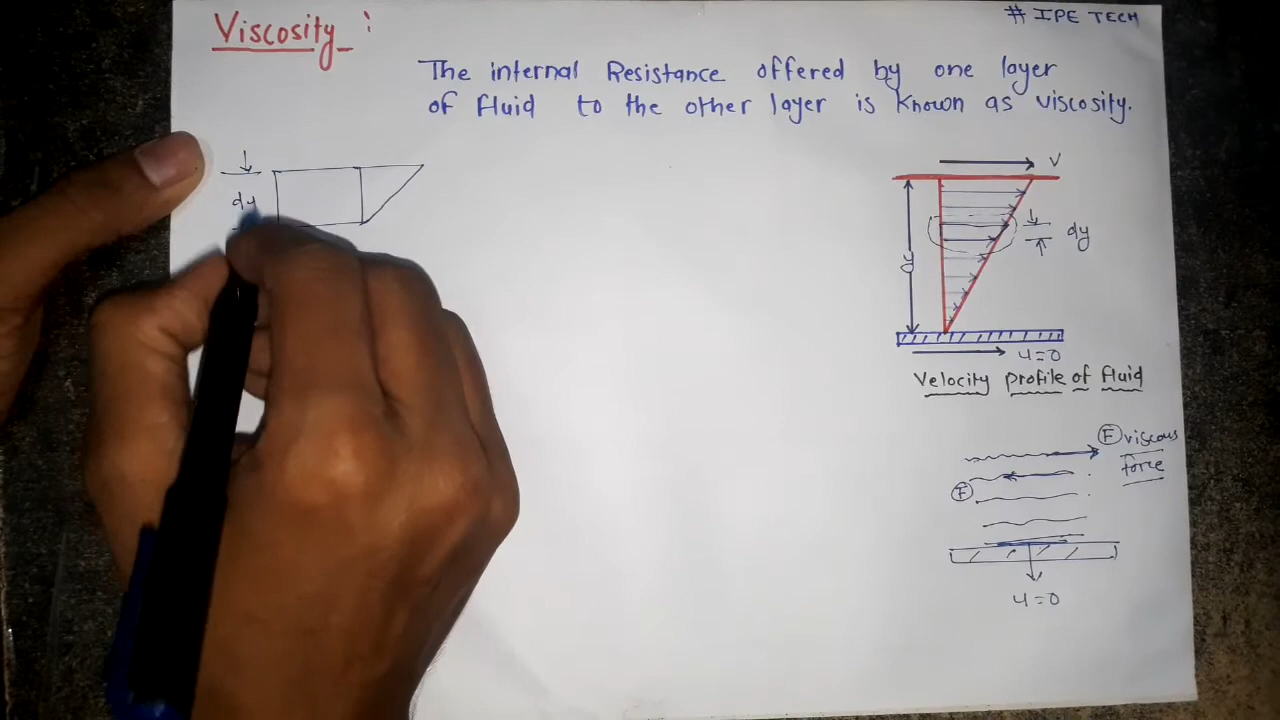 Viscosity :
# IPE TECH
The internal Resistance offered by one layer
of fluid to the other layer is known as viscosity.
dy
V
dy
y
u=0
Velocity profile of fluid
F viscous
force
F
u=0